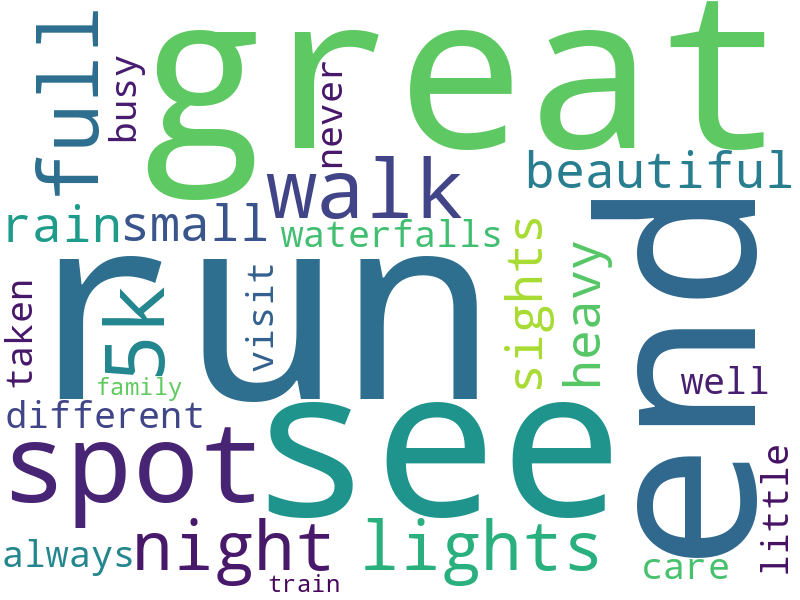 great
full
busy
never
walk
beautiful
rain
small
waterfalls
end
run
sights
heavy
visit
5k
taken
family
well
different
see
spot
little
night
lights
always
care
train